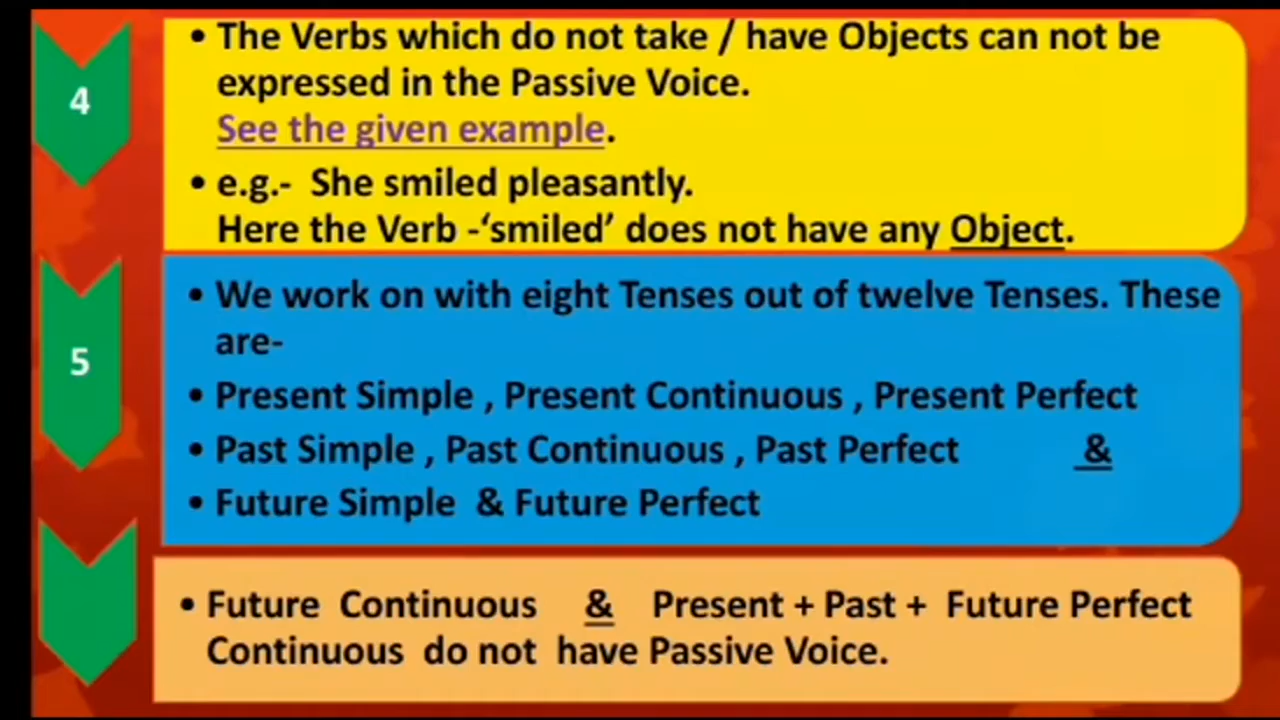 4
• The Verbs which do not take / have Objects can not be
expressed in the Passive Voice.
See the given example.
• e.g.- She smiled pleasantly.
Here the Verb -‘smiled’ does not have any Object.
5
• We work on with eight Tenses out of twelve Tenses. These
are-
• Present Simple , Present Continuous , Present Perfect
• Past Simple , Past Continuous , Past Perfect &
• Future Simple & Future Perfect
• Future Continuous & Present + Past + Future Perfect
Continuous do not have Passive Voice.